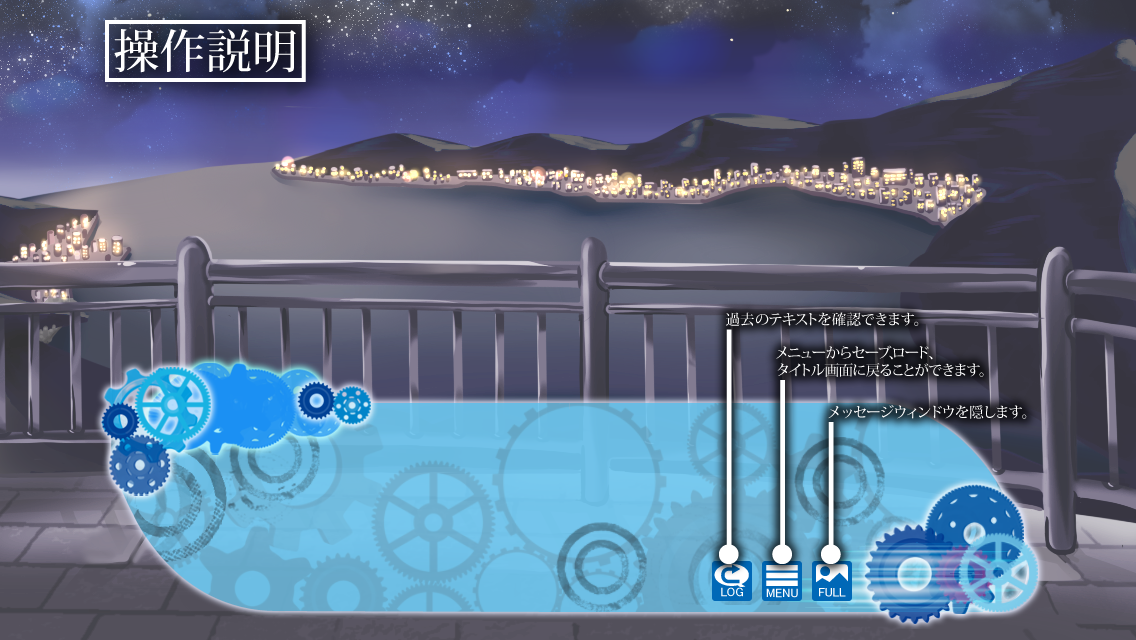 操作説明
過去のテキストを確認できます。
メニューからセーブ、ロード、
タイトル画面に戻ることができます。
メッセージウィンドウを隠します。
LOG
MENU
FULL